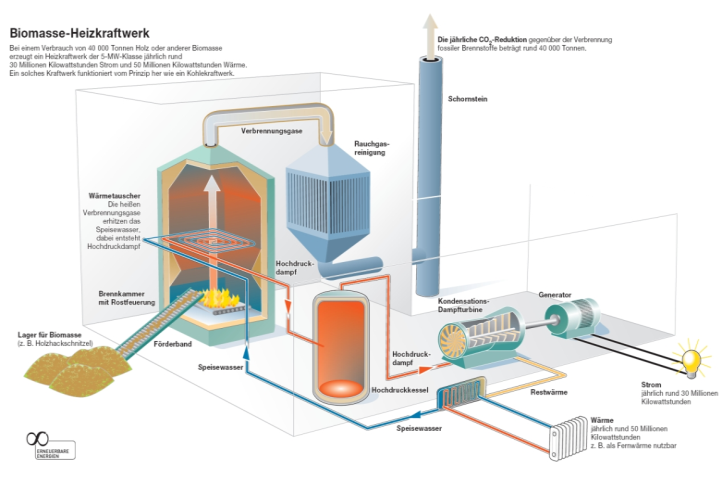 Biomasse-Heizkraftwerk
Bei einem Verbrauch von 40 000 Tonnen Holz oder anderer Biomasse
erzeugt ein Heizkraftwerk der 5-MW-Klasse jährlich rund
30 Millionen Kilowattstunden Strom und 50 Millionen Kilowattstunden Wärme.
Ein solches Kraftwerk funktioniert vom Prinzip her wie ein Kohlekraftwerk.
Die jährliche CO₂-Reduktion gegenüber der Verbrennung
fossiler Brennstoffe beträgt rund 40 000 Tonnen.
Schornstein
Verbrennungsgase
Rauchgas-
reinigung
Wärmetauscher
Die heißen
Verbrennungsgase
erhitzen das
Speisewasser,
dabei entsteht
Hochdruckdampf
Hochdruck-
dampf
Brennkammer
mit Rostfeuerung
Kondensations-
Dampfturbine
Generator
Lager für Biomasse
(z. B. Holzhackschnitzel)
Förderband
Speisewasser
Hochdruck-
dampf
Hochdruckkessel
Restwärme
Strom
jährlich rund 30 Millionen
Kilowattstunden
Speisewasser
Wärme
jährlich rund 50 Millionen
Kilowattstunden
z. B. als Fernwärme nutzbar
ERNEUERBARE
ENERGIEN